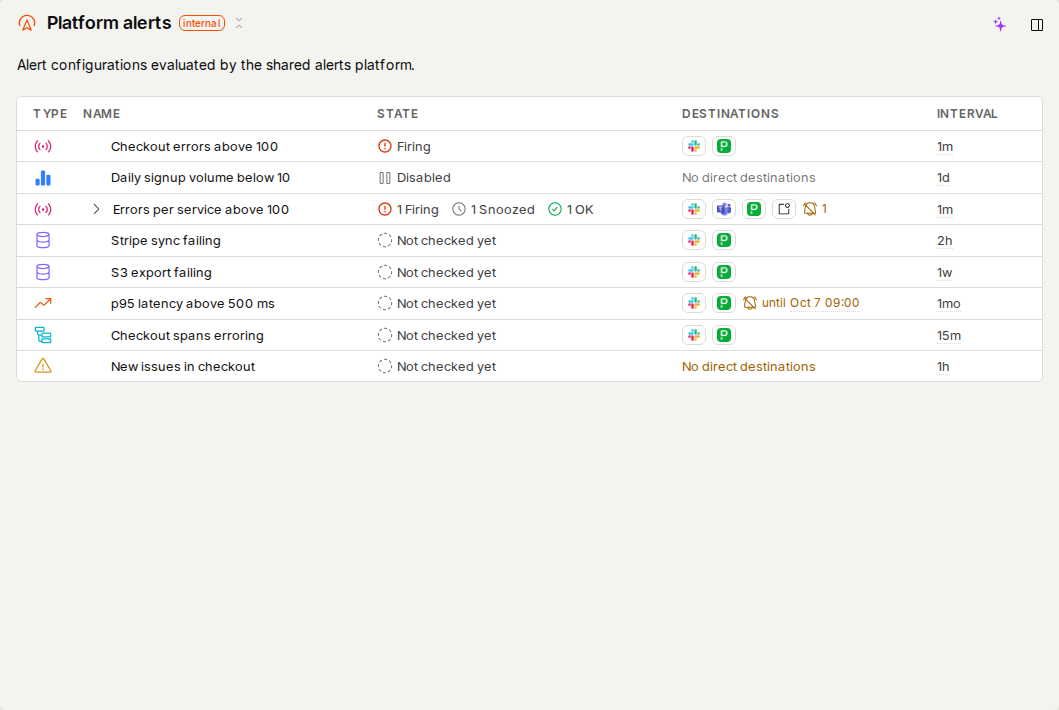 Platform alerts internal
Alert configurations evaluated by the shared alerts platform.
TYPE NAME STATE DESTINATIONS INTERVAL
Checkout errors above 100 Firing 1m
Daily signup volume below 10 Disabled No direct destinations 1d
Errors per service above 100 1 Firing 1 Snoozed 1 OK 1 1m
Stripe sync failing Not checked yet 2h
S3 export failing Not checked yet 1w
p95 latency above 500 ms Not checked yet until Oct 7 09:00 1mo
Checkout spans erroring Not checked yet 15m
New issues in checkout Not checked yet No direct destinations 1h